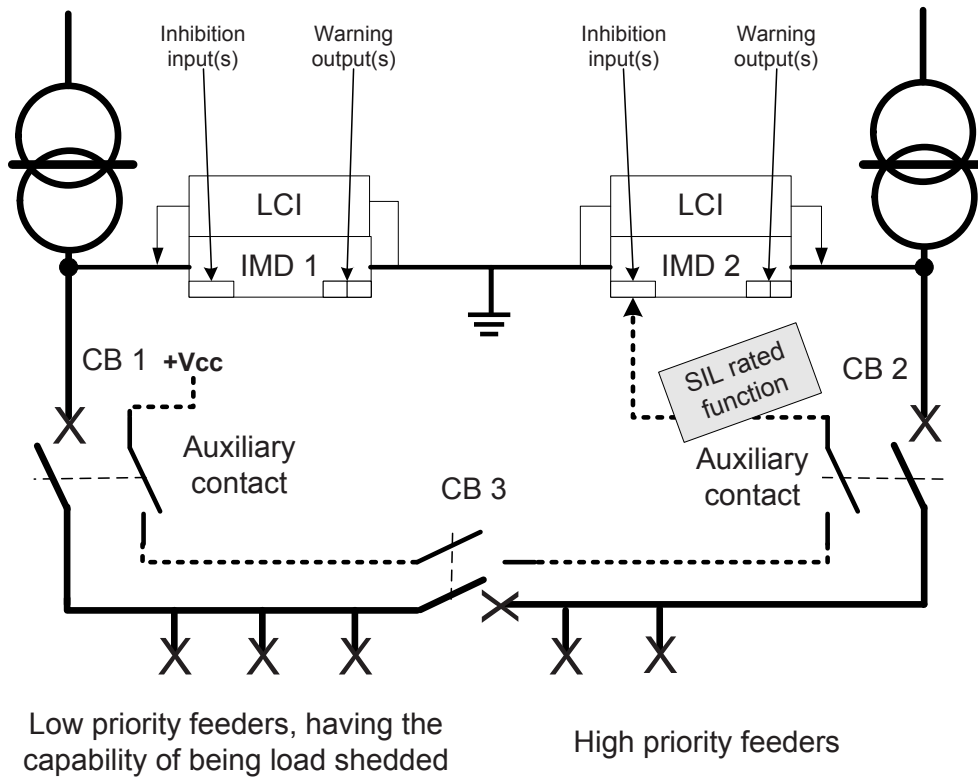 Inhibition
input(s)
Warning
output(s)
Inhibition
input(s)
Warning
output(s)
LCI
LCI
IMD 1
IMD 2
CB 1 +Vcc
SIL rated
function
CB 2
Auxiliary
contact
CB 3
Auxiliary
contact
Low priority feeders, having the
capability of being load shedded
High priority feeders